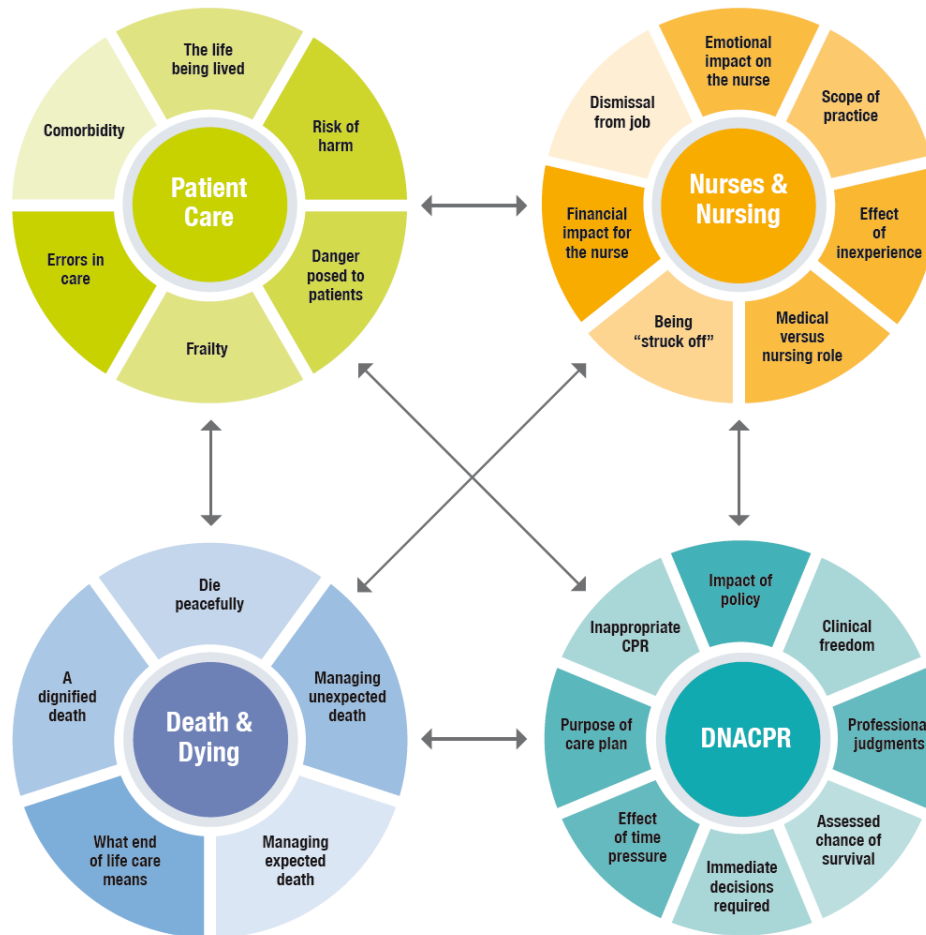 The life
being lived
Risk of
harm
Danger
posed to
patients
Frailty
Errors in
care
Comorbidity
Patient
Care
Emotional
impact on
the nurse
Scope of
practice
Effect
of
inexperience
Medical
versus
nursing role
Being
“struck off”
Financial
impact for
the nurse
Dismissal
from job
Nurses &
Nursing
Die
peacefully
Managing
unexpected
death
Managing
expected
death
What end
of life care
means
A
dignified
death
Death &
Dying
Impact of
policy
Clinical
freedom
Professional
judgments
Assessed
chance of
survival
Immediate
decisions
required
Effect
of time
pressure
Purpose of
care plan
Inappropriate
CPR
DNACPR